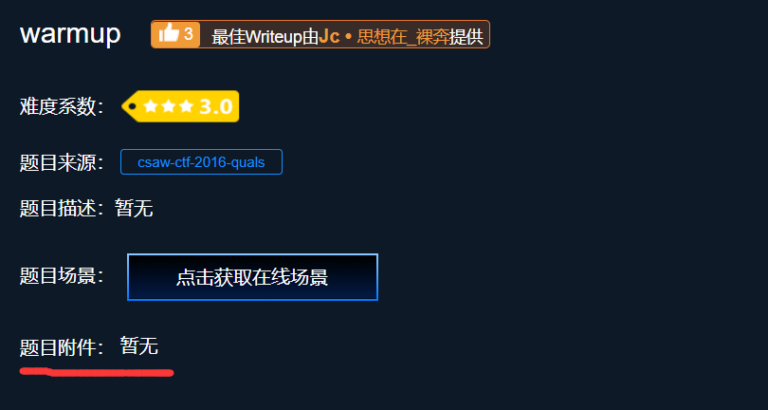 warmup 3 最佳Writeup由Jc • 思想在_裸奔提供
难度系数： 3.0
题目来源： csaw-ctf-2016-quals
题目描述：暂无
题目场景： 点击获取在线场景
题目附件： 暂无